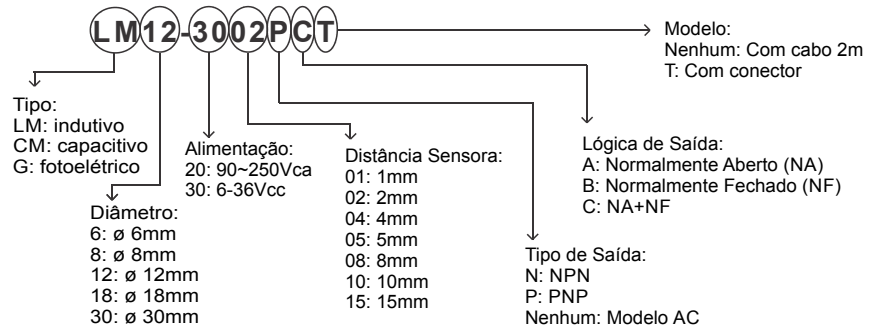 LM12-3002PCT
Modelo:
Nenhum: Com cabo 2m
T: Com conector
Tipo:
LM: indutivo
CM: capacitivo
G: fotoelétrico
Diâmetro:
6: ø 6mm
8: ø 8mm
12: ø 12mm
18: ø 18mm
30: ø 30mm
Alimentação:
20: 90~250Vca
30: 6-36Vcc
Distância Sensora:
01: 1mm
02: 2mm
04: 4mm
05: 5mm
08: 8mm
10: 10mm
15: 15mm
Tipo de Saída:
N: NPN
P: PNP
Nenhum: Modelo AC
Lógica de Saída:
A: Normalmente Aberto (NA)
B: Normalmente Fechado (NF)
C: NA+NF